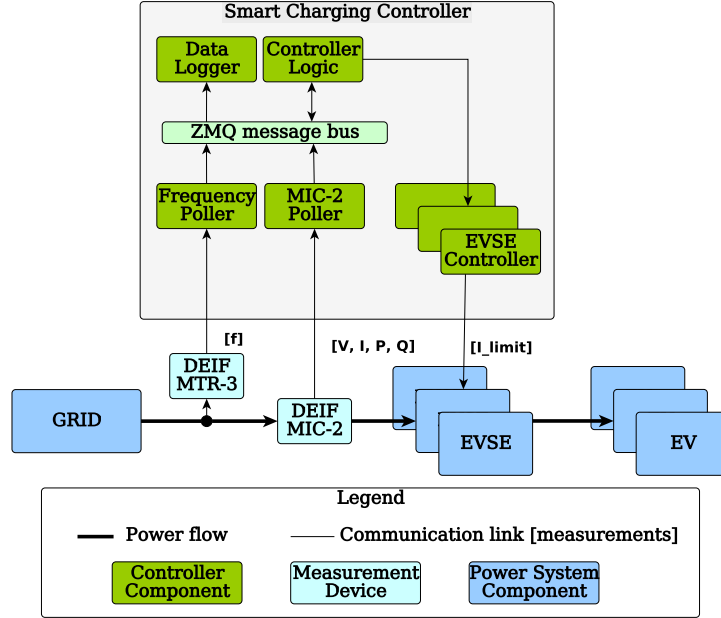 Smart Charging Controller
Data
Logger
Controller
Logic
ZMQ message bus
Frequency
Poller
MIC-2
Poller
EVSE
Controller
[f]
[V, I, P, Q]
[I_limit]
DEIF
MTR-3
GRID
DEIF
MIC-2
EVSE
EV
Legend
Power flow
Communication link [measurements]
Controller
Component
Measurement
Device
Power System
Component